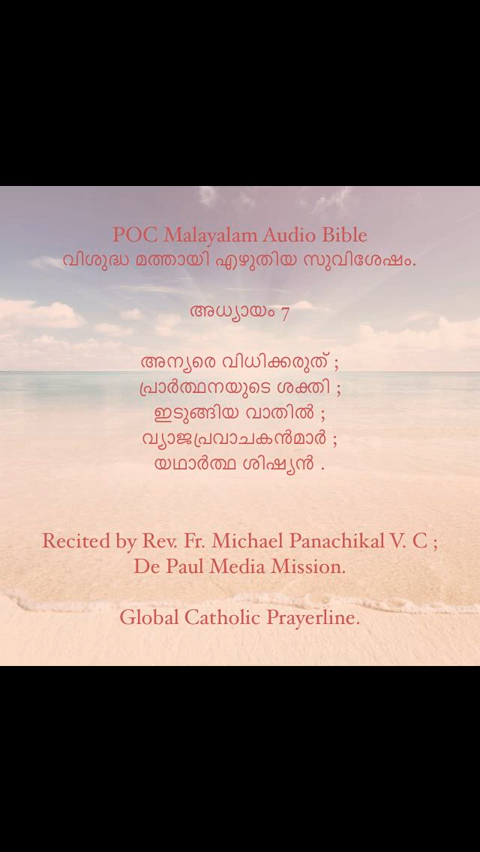 POC Malayalam Audio Bible
വിശുദ്ധ മത്തായി എഴുതിയ സുവിശേഷം.
അധ്യായം 7
അന്യരെ വിധിക്കരുത് ;
പ്രാർത്ഥനയുടെ ശക്തി ;
ഇടുങ്ങിയ വാതിൽ ;
വ്യാജപ്രവാചകൻമാർ ;
യഥാർത്ഥ ശിഷ്യൻ .
Recited by Rev. Fr. Michael Panachikal V. C ;
De Paul Media Mission.
Global Catholic Prayerline.